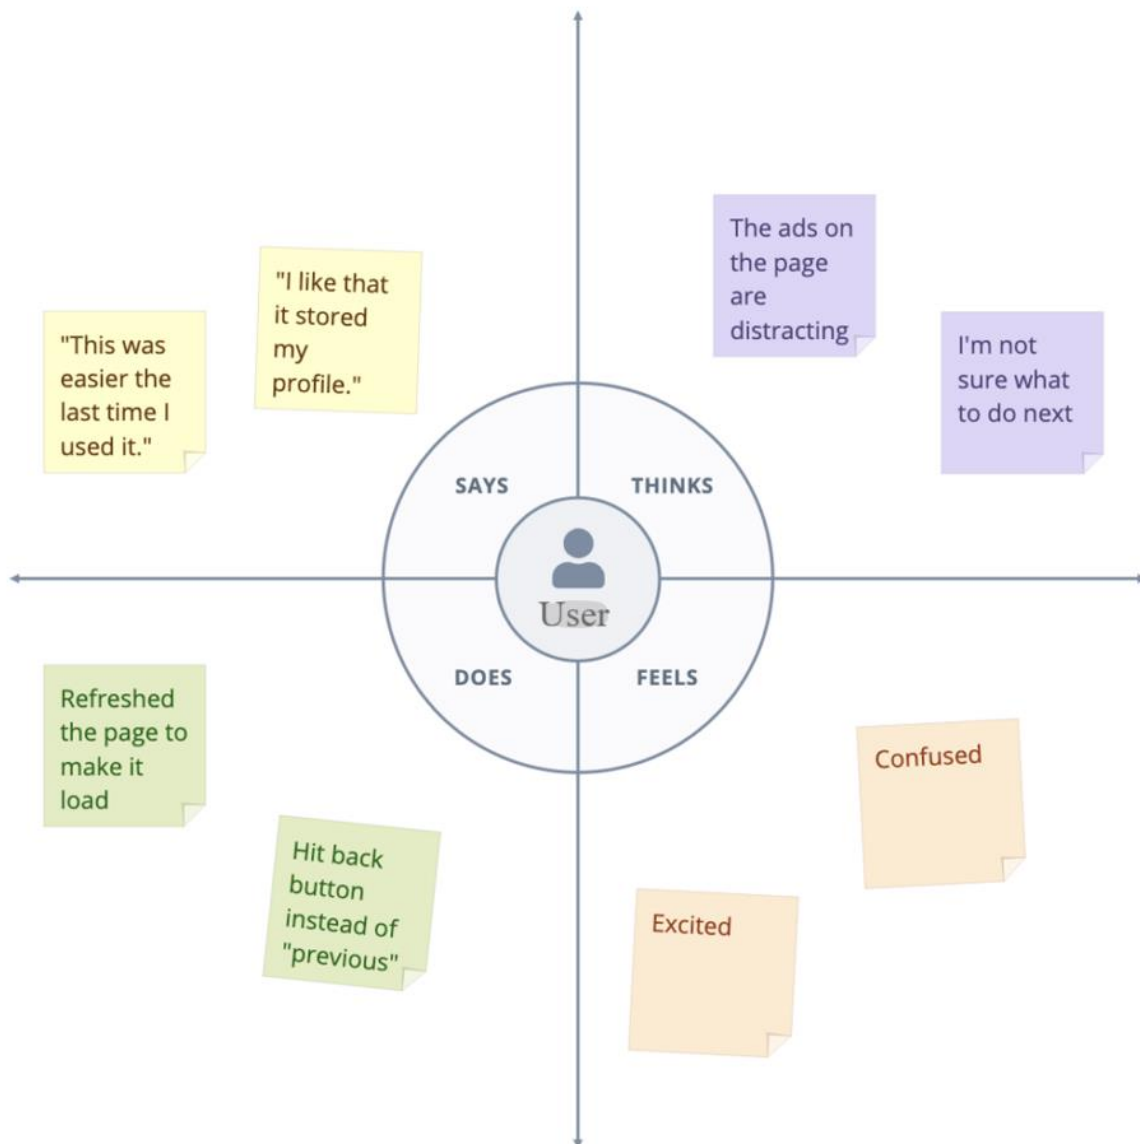 "This was
easier the
last time I
used it."
"I like that
it stored
my
profile."
The ads on
the page
are
distracting
I'm not
sure what
to do next
SAYS
THINKS
User
DOES
FEELS
Refreshed
the page to
make it
load
Hit back
button
instead of
"previous"
Excited
Confused